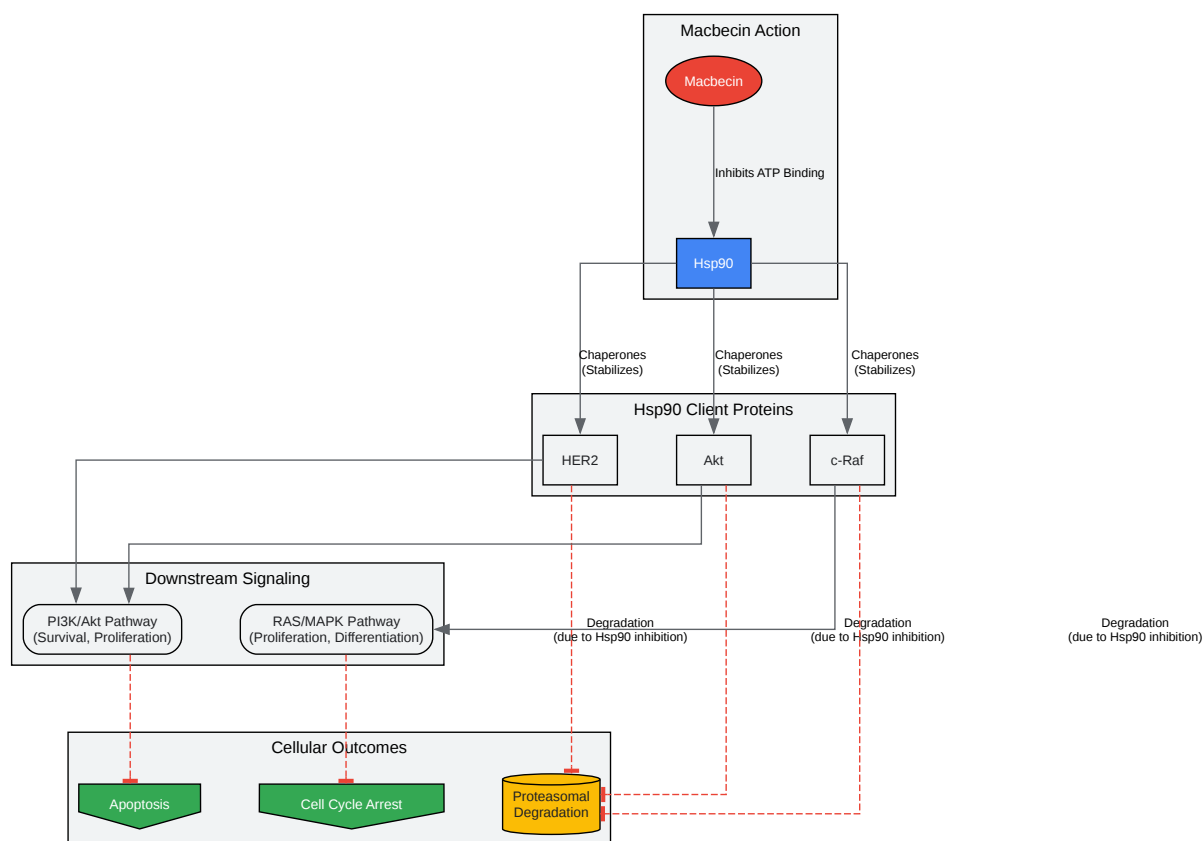 Macbecin Action
Macbecin
Inhibits ATP Binding
Hsp90
Chaperones
(Stabilizes)
Chaperones
(Stabilizes)
Chaperones
(Stabilizes)
Hsp90 Client Proteins
HER2
Akt
c-Raf
Downstream Signaling
PI3K/Akt Pathway
(Survival, Proliferation)
RAS/MAPK Pathway
(Proliferation, Differentiation)
Degradation
(due to Hsp90 inhibition)
Degradation
(due to Hsp90 inhibition)
Degradation
(due to Hsp90 inhibition)
Cellular Outcomes
Apoptosis
Cell Cycle Arrest
Proteasomal
Degradation